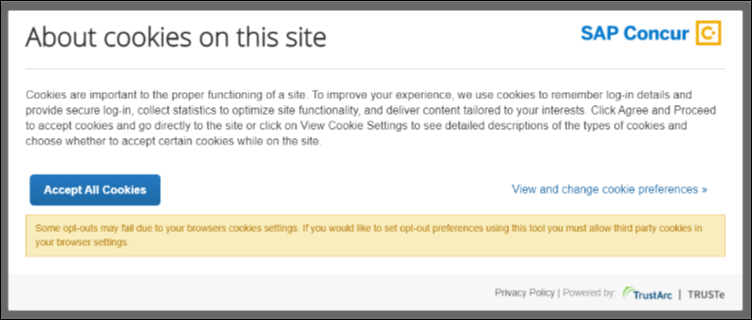 About cookies on this site
SAP Concur C
Cookies are important to the proper functioning of a site. To improve your experience, we use cookies to remember log-in details and
provide secure log-in, collect statistics to optimize site functionality, and deliver content tailored to your interests. Click Agree and Proceed
to accept cookies and go directly to the site or click on View Cookie Settings to see detailed descriptions of the types of cookies and
choose whether to accept certain cookies while on the site.
Accept All Cookies
View and change cookie preferences »
Some opt-outs may fail due to your browsers cookies settings. If you would like to set opt-out preferences using this tool you must allow third party cookies in
your browser settings.
Privacy Policy | Powered by: TrustArc | TRUSTe